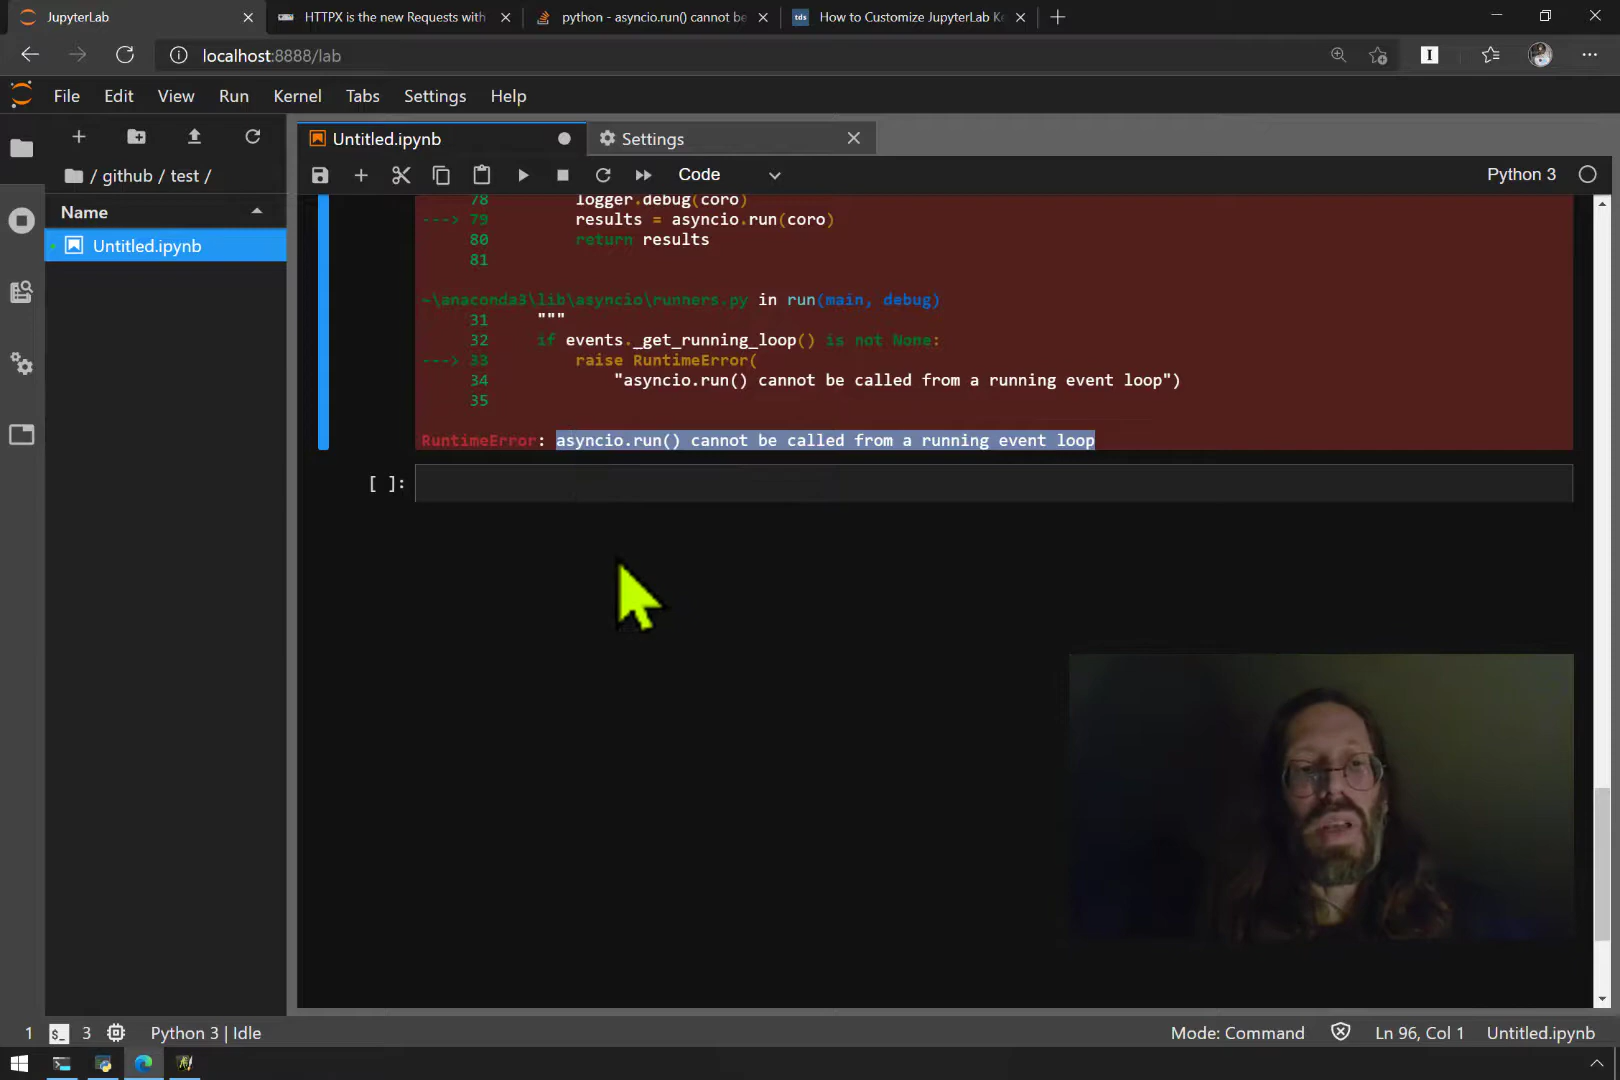 JupyterLab
HTTPX is the new Requests with
python - asyncio.run() cannot be
tds
How to Customize JupyterLab Ke
localhost:8888/lab
File Edit View Run Kernel Tabs Settings Help
Untitled.ipynb
Settings
/ github / test /
Code
Python 3
Name
Untitled.ipynb
78 logger.debug(coro)
---> 79 results = asyncio.run(coro)
80 return results
81
~\anaconda3\lib\asyncio\runners.py in run(main, debug)
31 """
32 if events._get_running_loop() is not None:
---> 33 raise RuntimeError(
34 "asyncio.run() cannot be called from a running event loop")
35
RuntimeError: asyncio.run() cannot be called from a running event loop
[ ]:
1 $_ 3 Python 3 | Idle
Mode: Command
Ln 96, Col 1
Untitled.ipynb